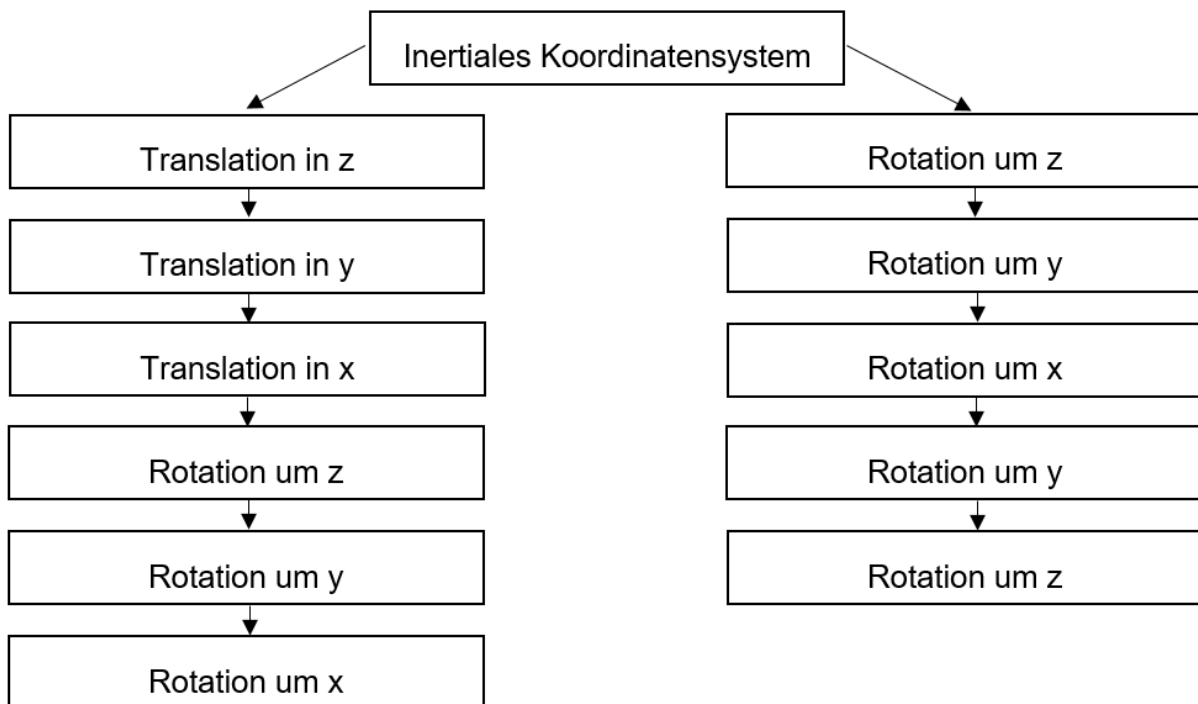 Inertiales Koordinatensystem
Translation in z
Translation in y
Translation in x
Rotation um z
Rotation um y
Rotation um x
Rotation um z
Rotation um y
Rotation um x
Rotation um y
Rotation um z